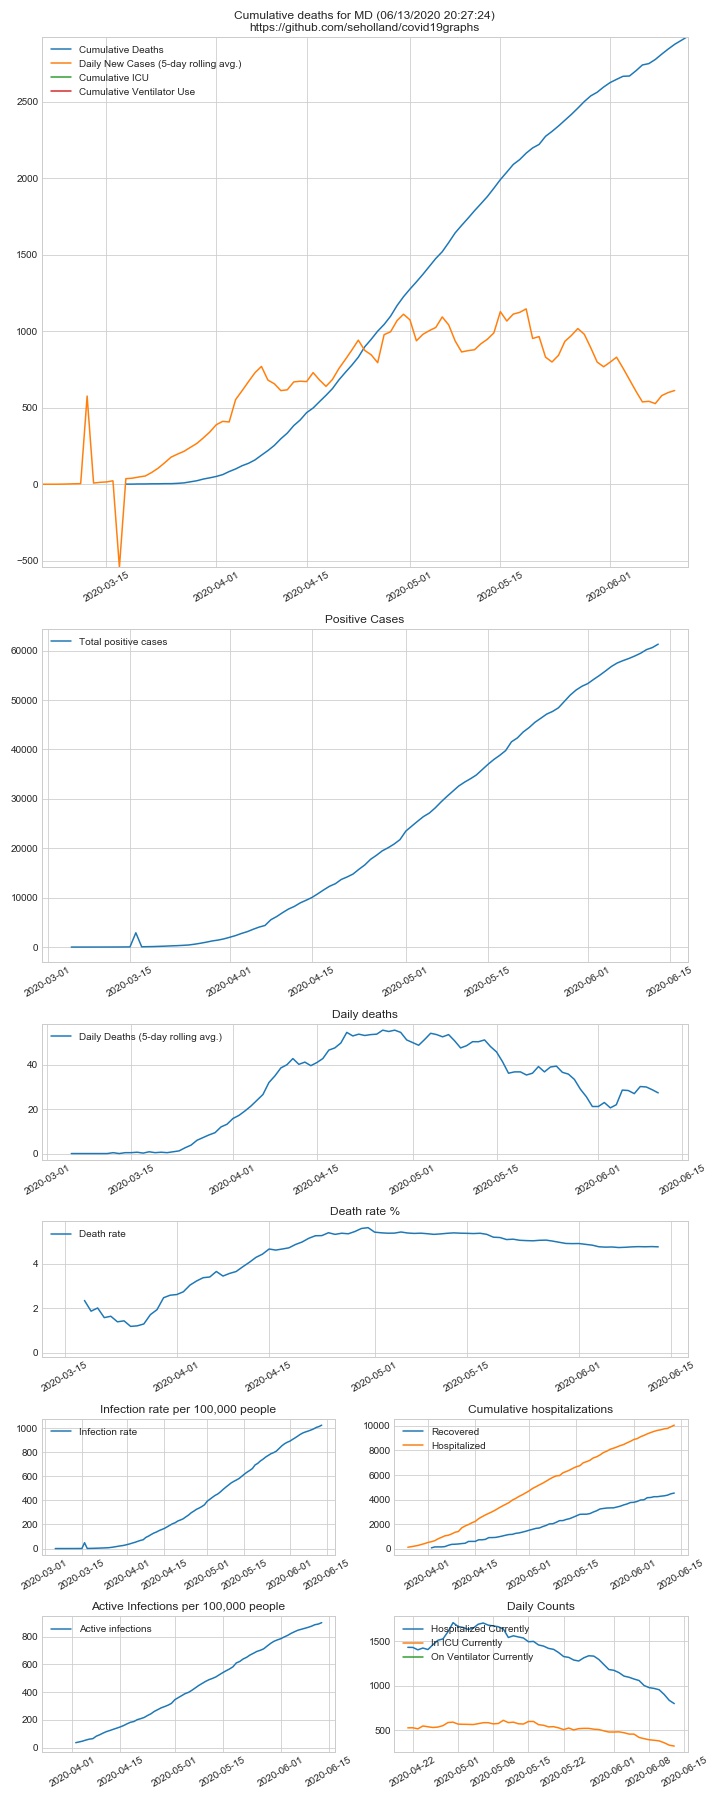 Cumulative deaths for MD (06/13/2020 20:27:24)
https://github.com/seholland/covid19graphs
Cumulative Deaths
Daily New Cases (5-day rolling avg.)
Cumulative ICU
Cumulative Ventilator Use
2500
2000
1500
1000
500
0
−500
2020-03-15 2020-04-01 2020-04-15 2020-05-01 2020-05-15 2020-06-01
Positive Cases
Total positive cases
60000
50000
40000
30000
20000
10000
0
2020-03-01 2020-03-15 2020-04-01 2020-04-15 2020-05-01 2020-05-15 2020-06-01 2020-06-15
Daily deaths
Daily Deaths (5-day rolling avg.)
40
20
0
2020-03-01 2020-03-15 2020-04-01 2020-04-15 2020-05-01 2020-05-15 2020-06-01 2020-06-15
Death rate %
Death rate
4
2
0
2020-03-15 2020-04-01 2020-04-15 2020-05-01 2020-05-15 2020-06-01 2020-06-15
Infection rate per 100,000 people
Infection rate
1000
800
600
400
200
0
2020-03-01 2020-03-15 2020-04-01 2020-04-15 2020-05-01 2020-05-15 2020-06-01 2020-06-15
Cumulative hospitalizations
Recovered
Hospitalized
10000
8000
6000
4000
2000
0
2020-04-01 2020-04-15 2020-05-01 2020-05-15 2020-06-01 2020-06-15
Active Infections per 100,000 people
Active infections
800
600
400
200
0
2020-04-01 2020-04-15 2020-05-01 2020-05-15 2020-06-01 2020-06-15
Daily Counts
Hospitalized Currently
In ICU Currently
On Ventilator Currently
1500
1000
500
2020-04-22 2020-05-01 2020-05-08 2020-05-15 2020-05-22 2020-06-01 2020-06-08 2020-06-15